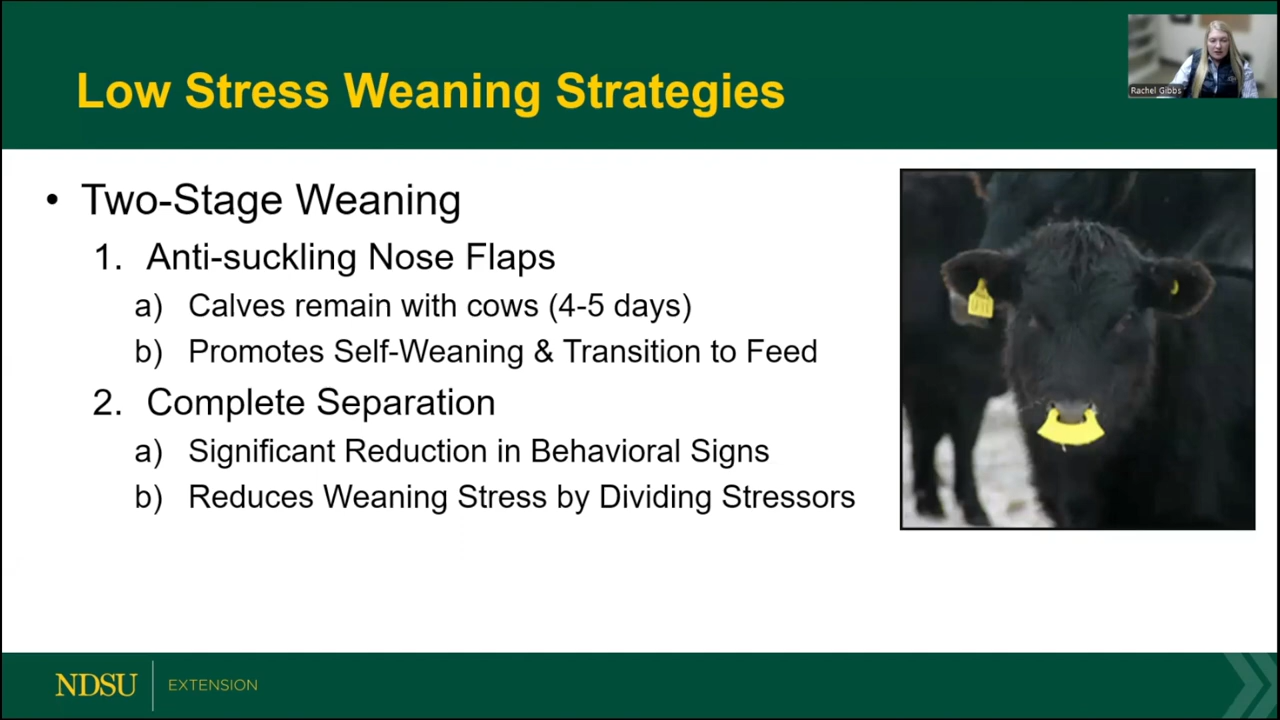 Low Stress Weaning Strategies
Rachel Gibbs
• Two-Stage Weaning
1. Anti-suckling Nose Flaps
a) Calves remain with cows (4-5 days)
b) Promotes Self-Weaning & Transition to Feed
2. Complete Separation
a) Significant Reduction in Behavioral Signs
b) Reduces Weaning Stress by Dividing Stressors
NDSU EXTENSION